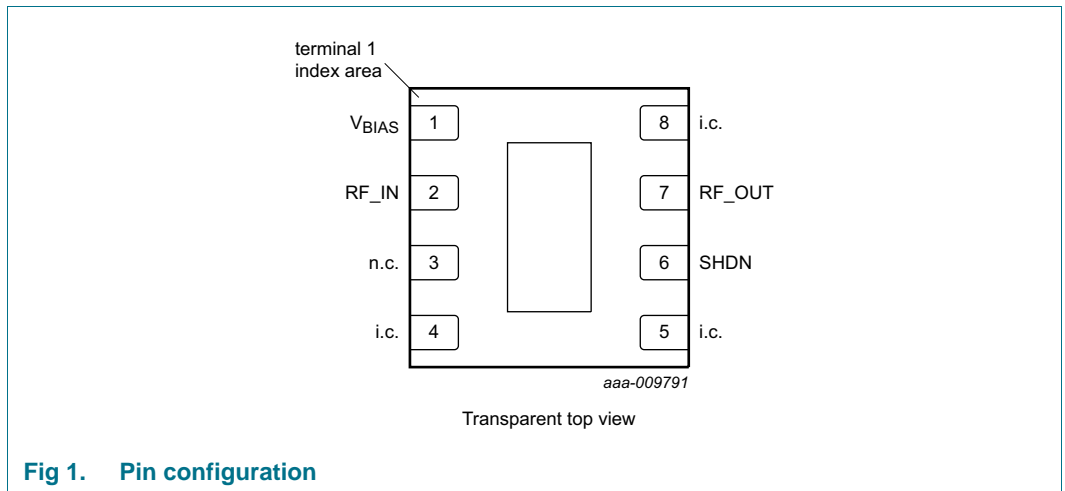 terminal 1
index area
VBIAS 1 8 i.c.
RF_IN 2 7 RF_OUT
n.c. 3 6 SHDN
i.c. 4 5 i.c.
aaa-009791
Transparent top view
Fig 1. Pin configuration